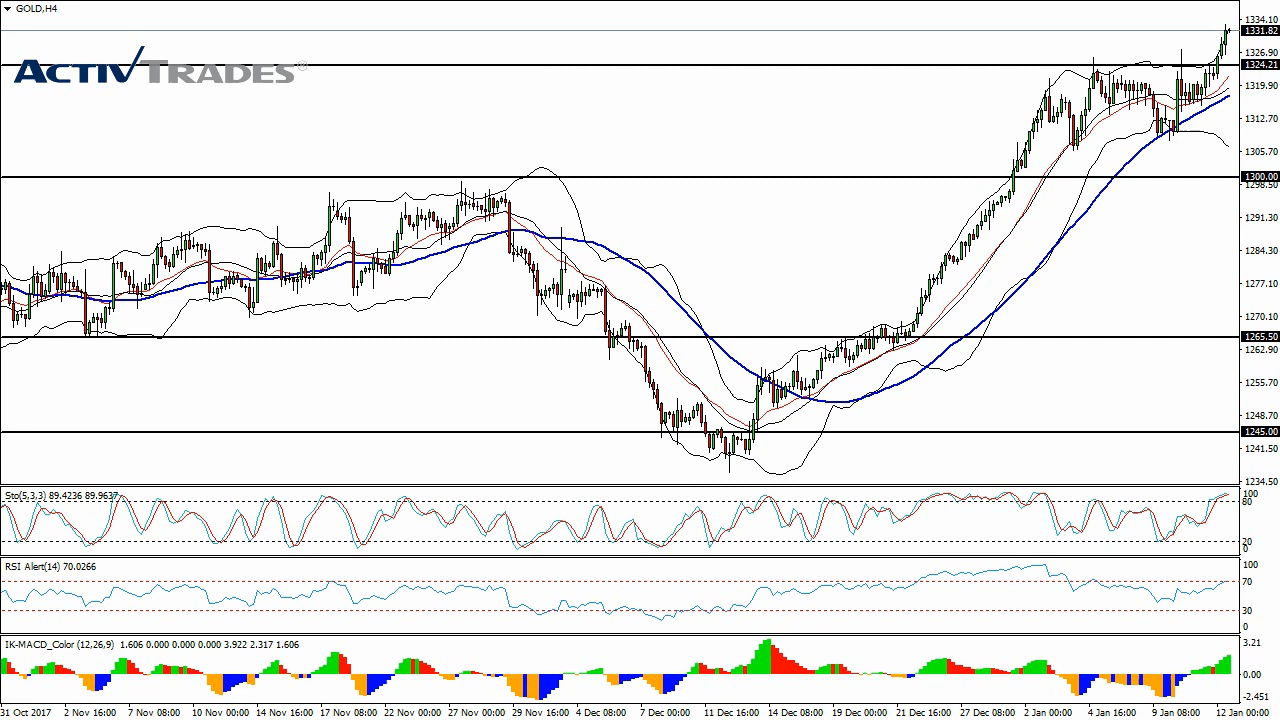 GOLD,H4
ACTIVTRADES®
1334.10
1331.82
1326.90
1324.21
1319.90
1312.70
1305.70
1300.00
1298.50
1291.30
1284.30
1277.10
1270.10
1265.50
1262.90
1255.70
1248.70
1245.00
1241.50
1234.50
Sto(5,3,3) 89.4236 89.9637
100
80
20
0
RSI Alert(14) 70.0266
100
70
30
0
IK-MACD_Color (12,26,9) 1.606 0.000 0.000 0.000 3.922 2.317 1.606
3.21
0.00
-2.451
31 Oct 2017
2 Nov 16:00
7 Nov 08:00
10 Nov 00:00
14 Nov 16:00
17 Nov 08:00
22 Nov 00:00
27 Nov 00:00
29 Nov 16:00
4 Dec 08:00
7 Dec 00:00
11 Dec 16:00
14 Dec 08:00
19 Dec 00:00
21 Dec 16:00
27 Dec 08:00
2 Jan 00:00
4 Jan 16:00
9 Jan 08:00
12 Jan 00:00